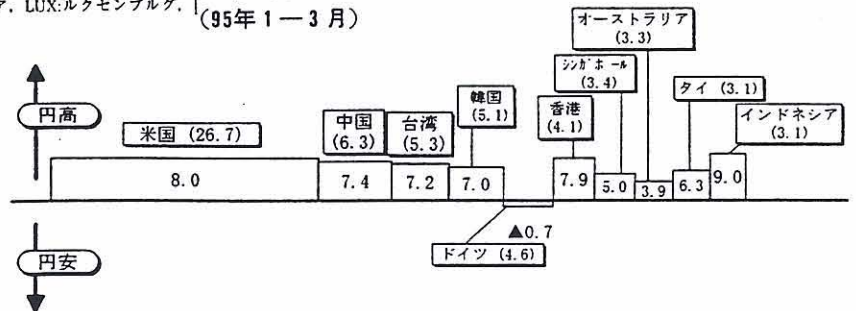 ア, LUX:ルクセンブルグ,
(95年1—3月)
オーストラリア
(3.3)
シンガポール
(3.4)
韓国
(5.1)
香港
(4.1)
タイ (3.1)
インドネシア
(3.1)
円高
米国 (26.7)
中国
(6.3)
台湾
(5.3)
8.0
7.4
7.2
7.0
7.9
5.0
3.9
6.3
9.0
▲0.7
ドイツ (4.6)
円安